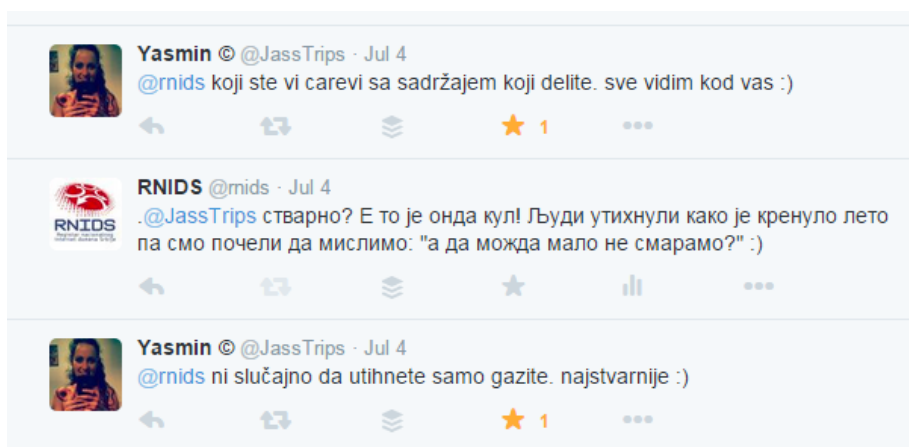 Yasmin © @JassTrips · Jul 4
@rnids koji ste vi carevi sa sadržajem koji delite. sve vidim kod vas :)
1
RNIDS @rnids · Jul 4
RNIDS
.@JassTrips стварно? Е то је онда кул! Људи утихнули како је кренуло лето
па смо почели да мислимо: "а да можда мало не смарамо?" :)
Yasmin © @JassTrips · Jul 4
@rnids ni slučajno da utihnete samo gazite. najstvarnije :)
1